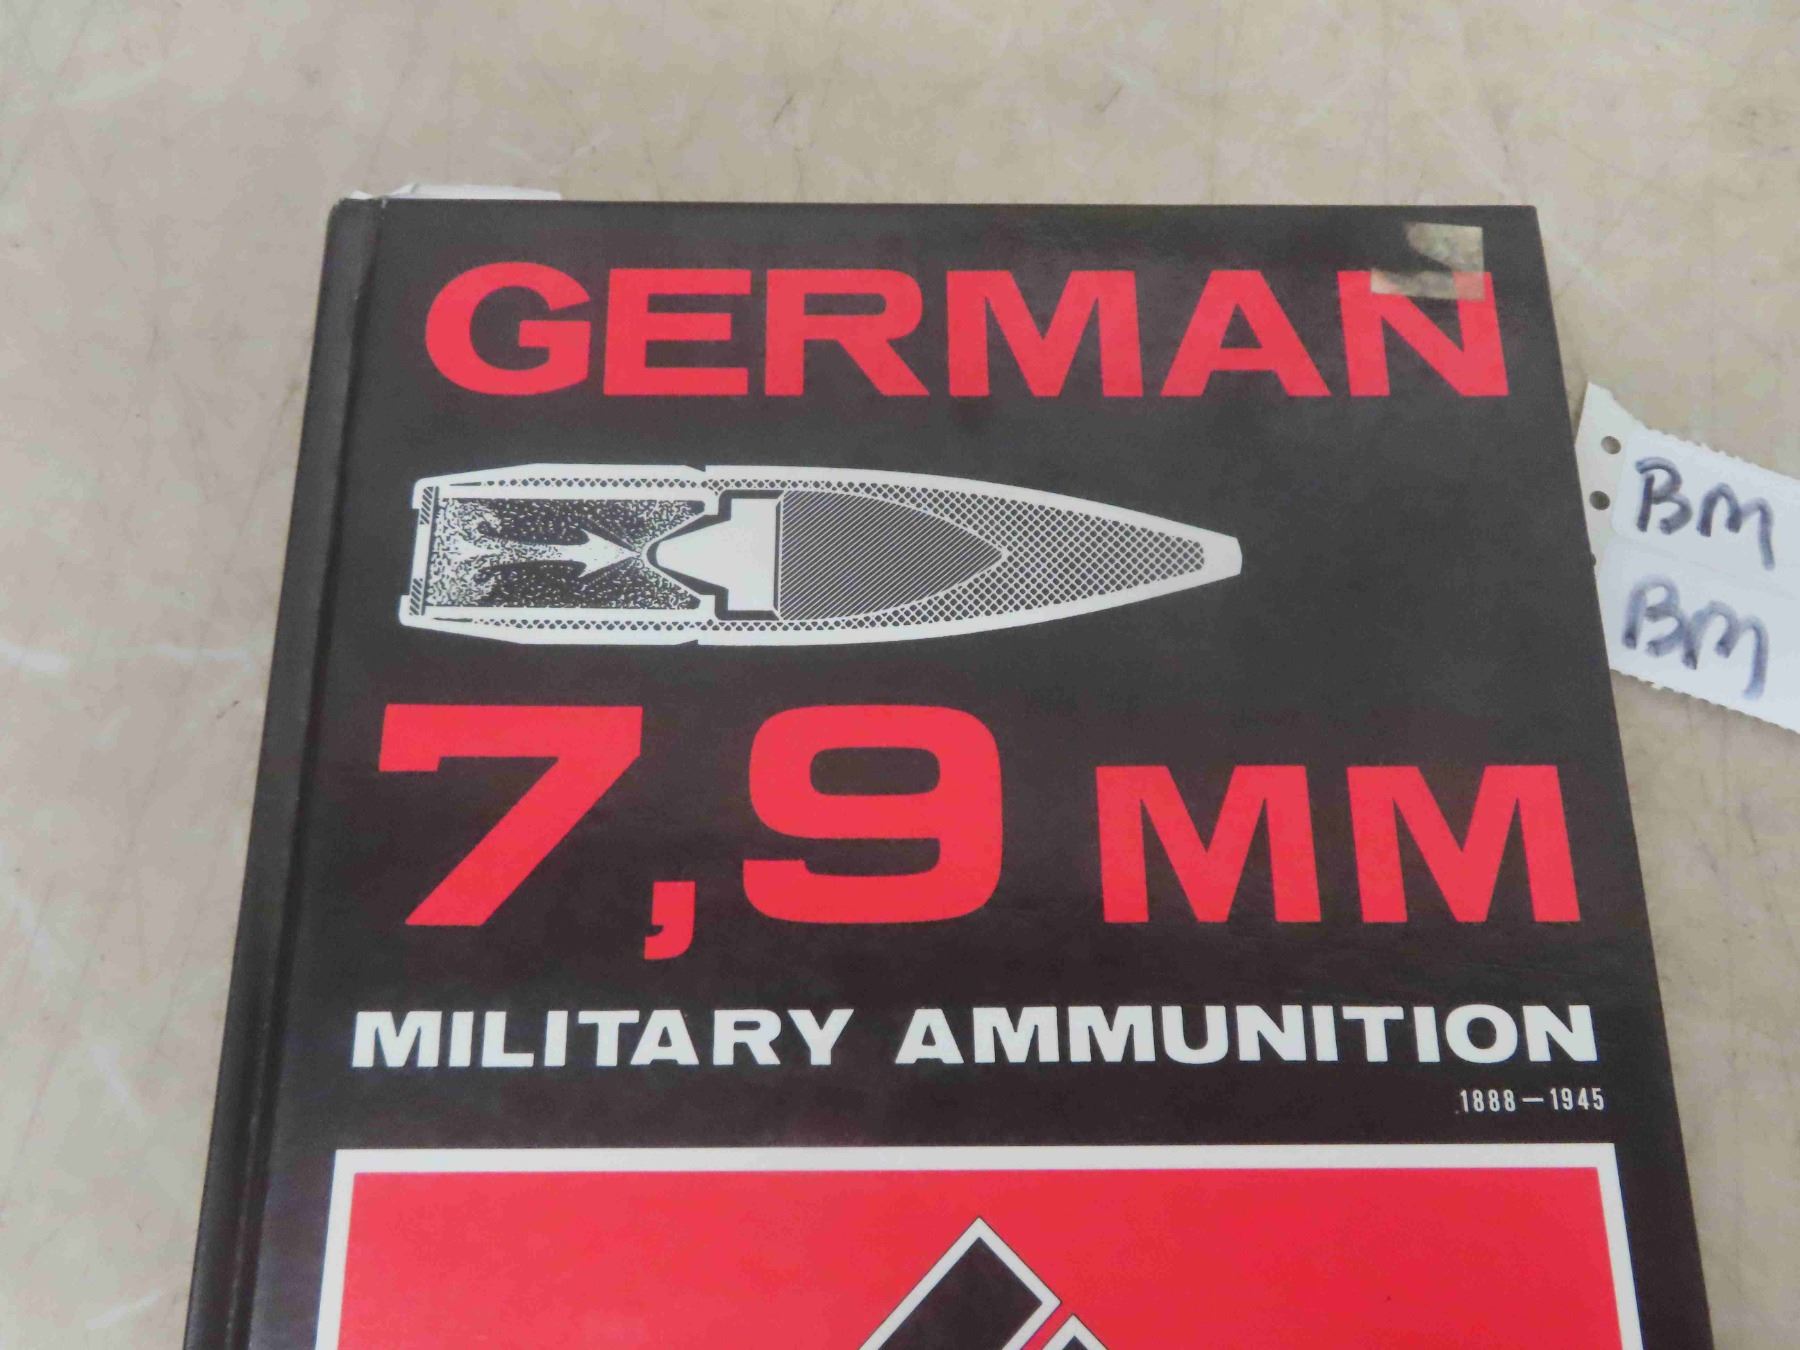 GERMAN
7,9 MM
MILITARY AMMUNITION
1888—1945
BM
BM